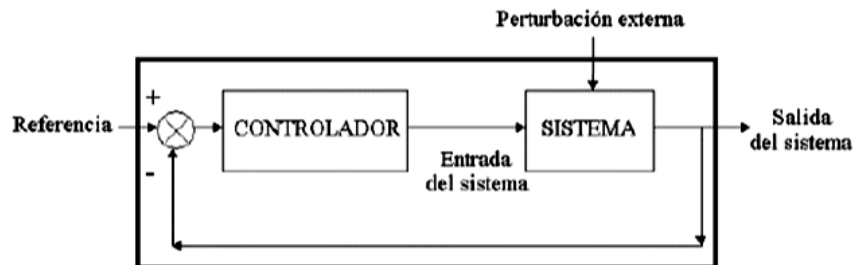 Perturbación externa
+
Referencia
CONTROLADOR
SISTEMA
Salida
del sistema
-
Entrada
del sistema